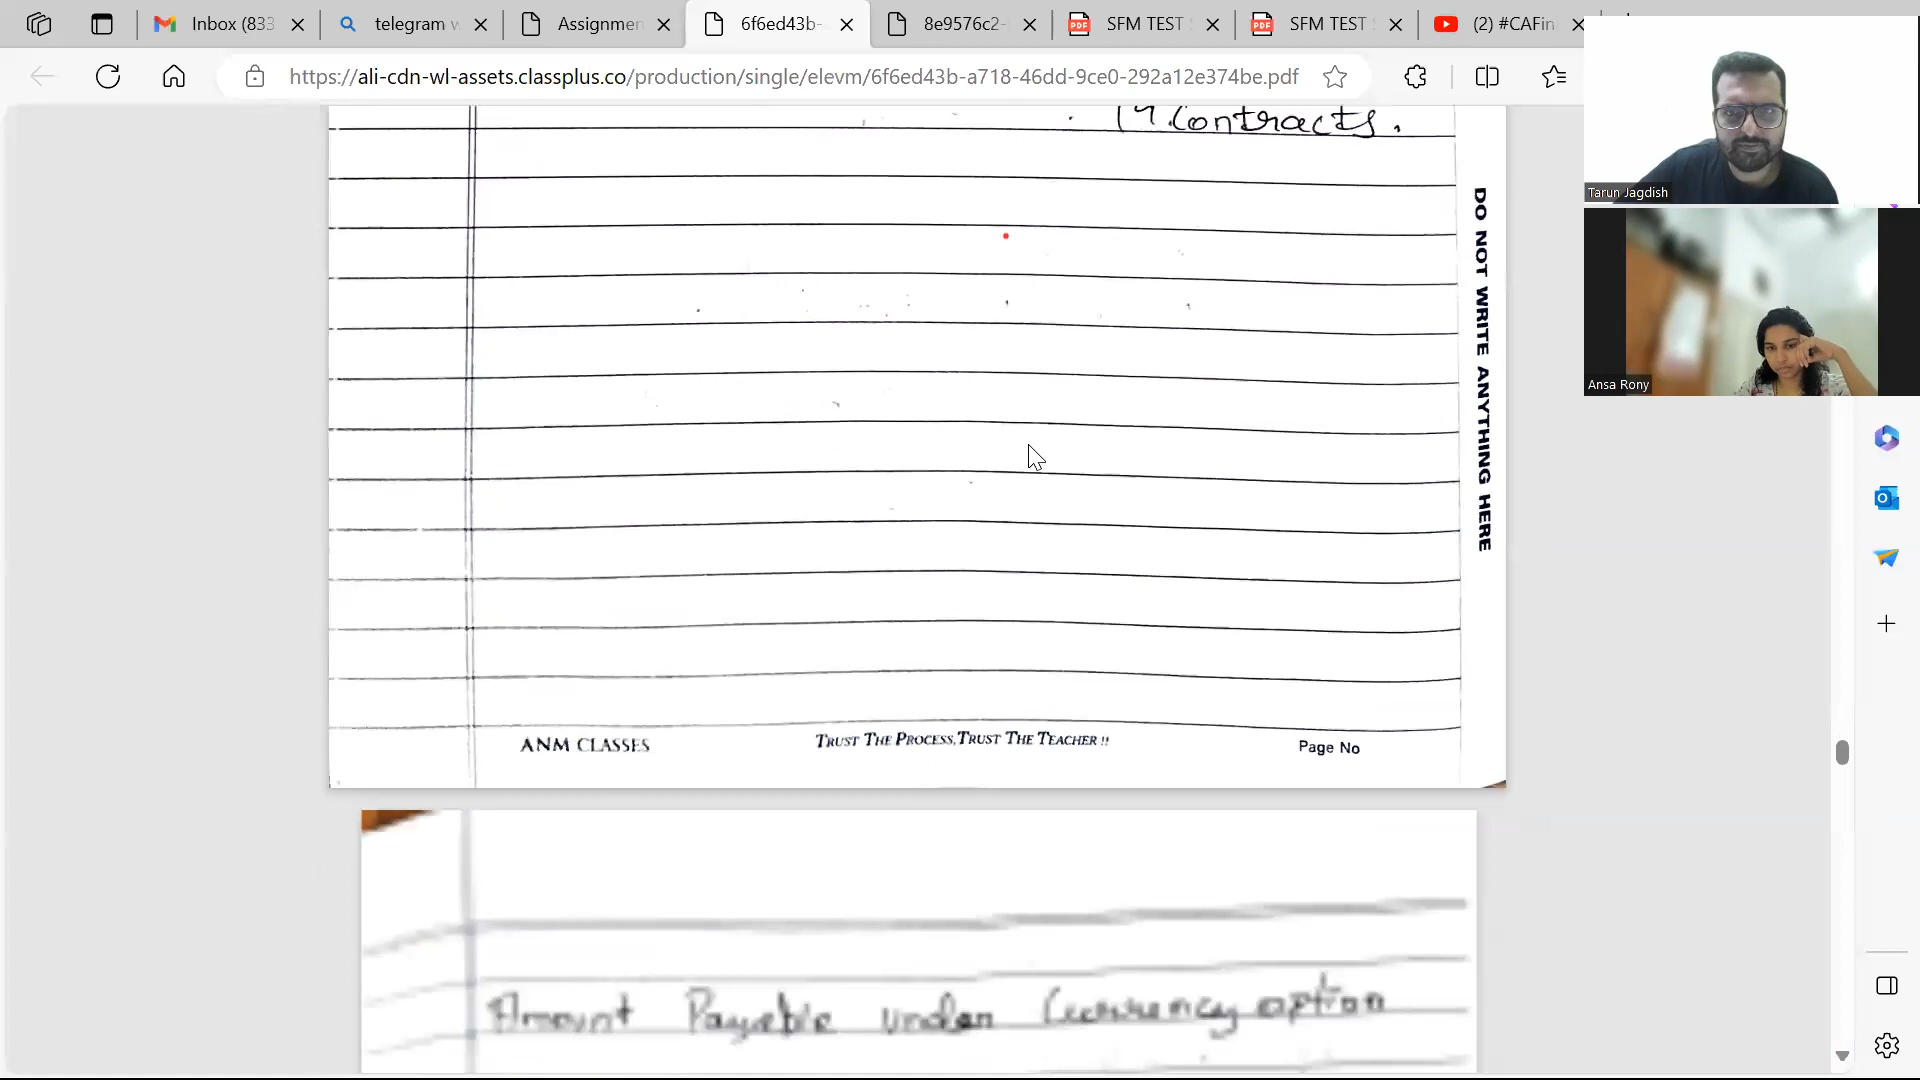 Inbox (833
telegram w
Assignmen
6f6ed43b-
8e9576c2-
SFM TEST
SFM TEST
(2) #CAFin
https://ali-cdn-wl-assets.classplus.co/production/single/elevm/6f6ed43b-a718-46dd-9ce0-292a12e374be.pdf
Tarun Jagdish
Ansa Rony
14 Contracts.
DO NOT WRITE ANYTHING HERE
ANM CLASSES
TRUST THE PROCESS, TRUST THE TEACHER !!
Page No
Amount Payable under Currency option